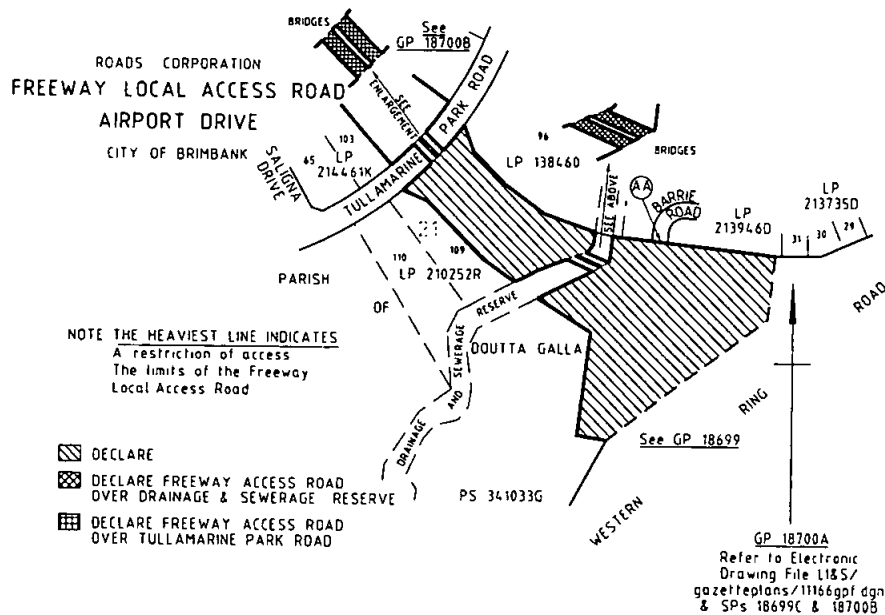 BRIDGES
See
GP 18700B
ROADS CORPORATION
FREEWAY LOCAL ACCESS ROAD
AIRPORT DRIVE
CITY OF BRIMBANK
SEE
ENLARGEMENT
PARK ROAD
TULLAMARINE
SALIGNA
DRIVE
65
103
LP
214461K
96
LP 138460
BRIDGES
SEE ABOVE
AA
BARRIE
ROAD
LP
213946D
LP
213735D
31
30
29
21
110
109
LP 210252R
PARISH
OF
DOUTTA GALLA
DRAINAGE
AND
SEWERAGE
RESERVE
NOTE THE HEAVIEST LINE INDICATES
A restriction of access
The limits of the Freeway
Local Access Road
DECLARE
DECLARE FREEWAY ACCESS ROAD
OVER DRAINAGE & SEWERAGE RESERVE
DECLARE FREEWAY ACCESS ROAD
OVER TULLAMARINE PARK ROAD
PS 341033G
See GP 18699
WESTERN
RING
ROAD
GP 18700A
Refer to Electronic
Drawing File L1&5/
gazetteplans/11166gpf dgn
& SPs 18699C & 18700B